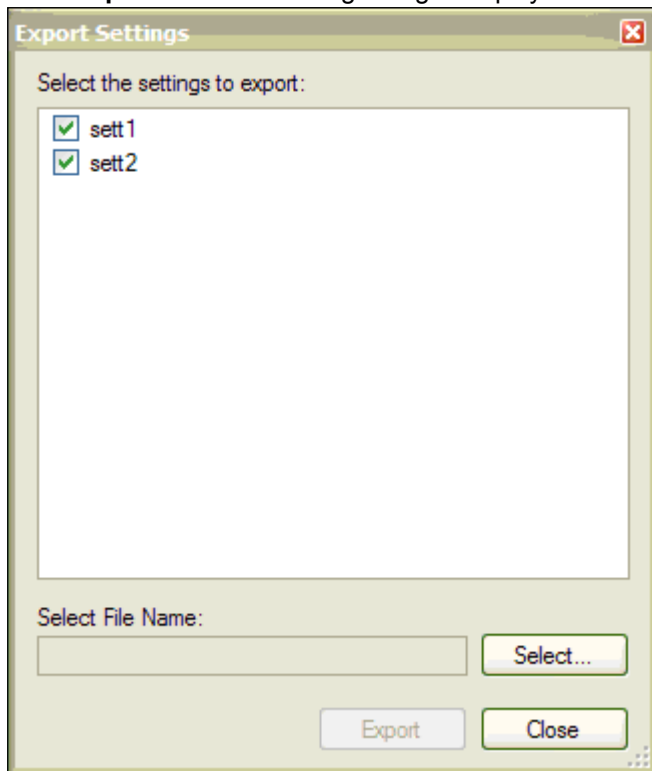 Export Settings
Select the settings to export:
sett1
sett2
Select File Name:
Select...
Export
Close